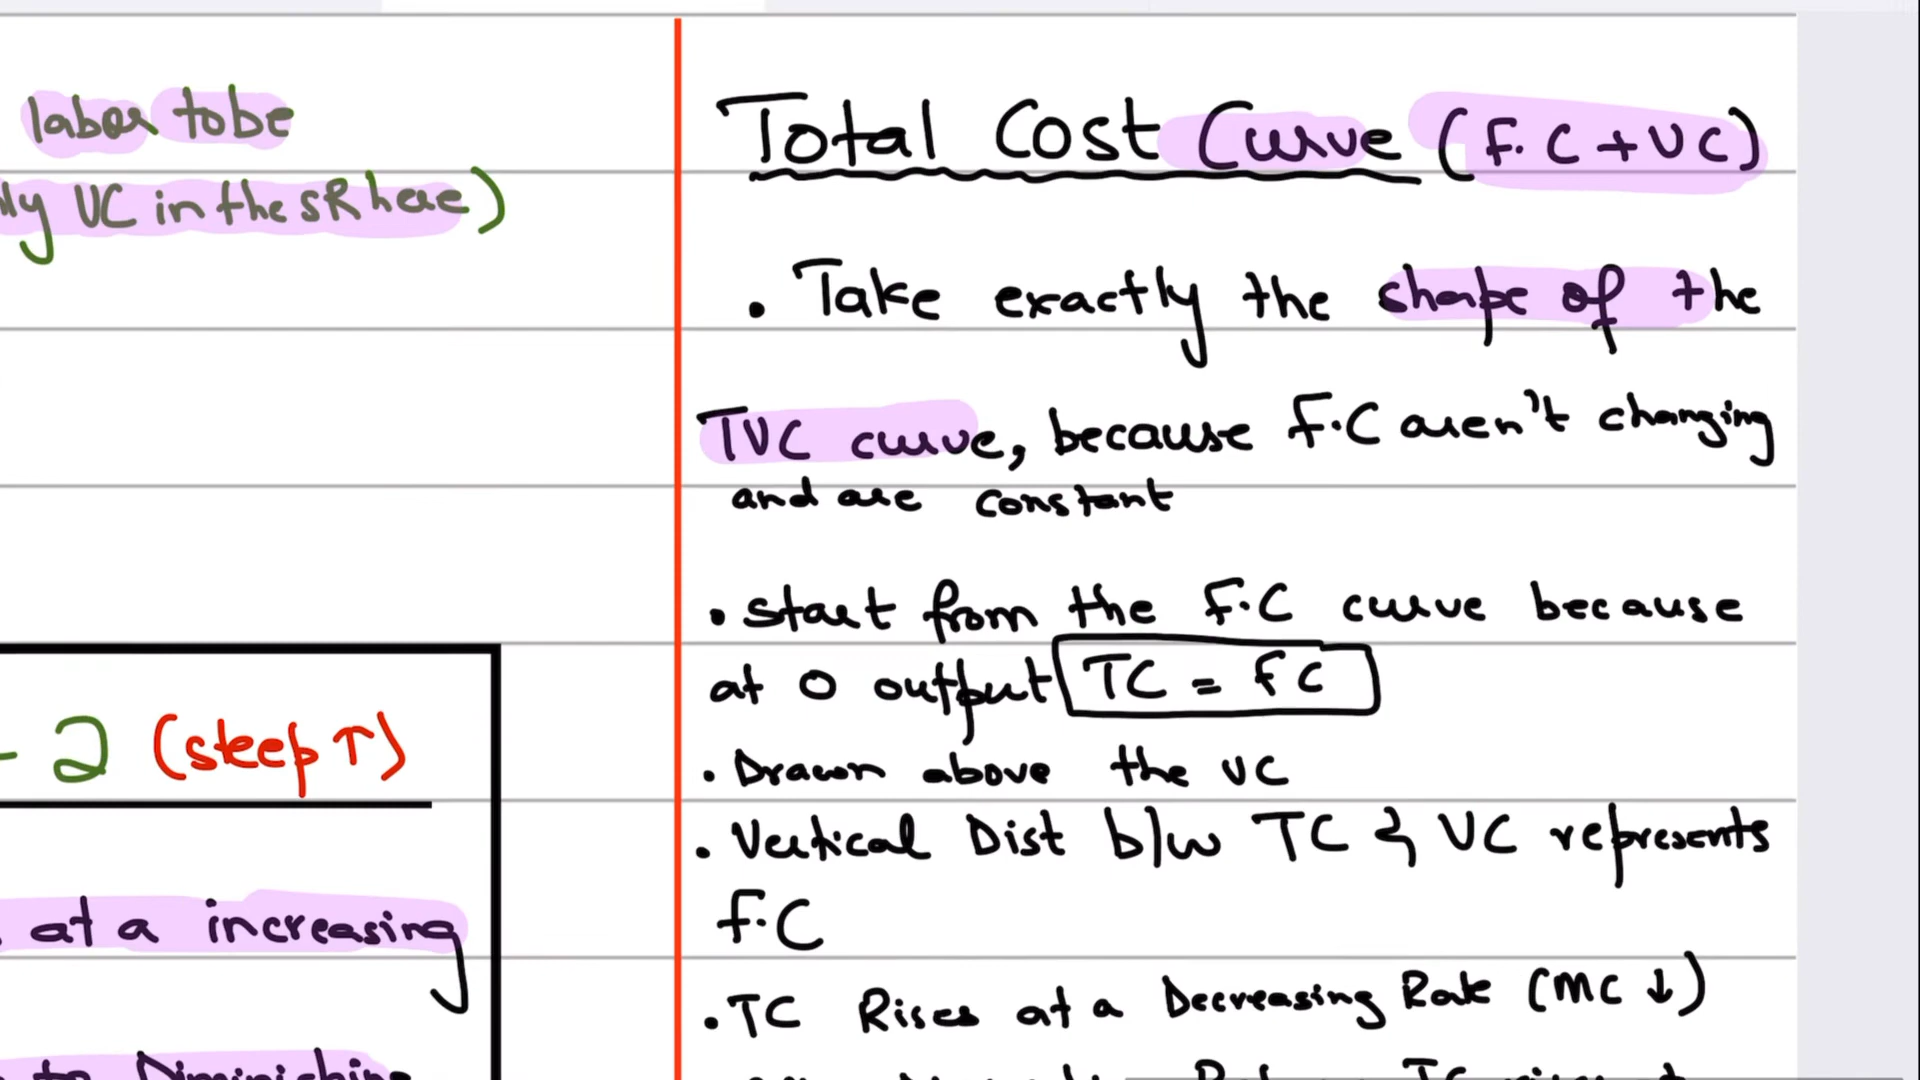 labor to be
VC in the SR here)
2 (steep ↑)
at a increasing
to Diminishing
Total Cost Curve (F.C + VC)
• Take exactly the shape of the
TVC curve, because F.C aren't changing
and are constant
• Start from the F.C curve because
at 0 output TC = FC
• Drawn above the VC
• Vertical Dist b/w TC & VC represents
F.C
• TC Rises at a Decreasing Rate (MC ↓)